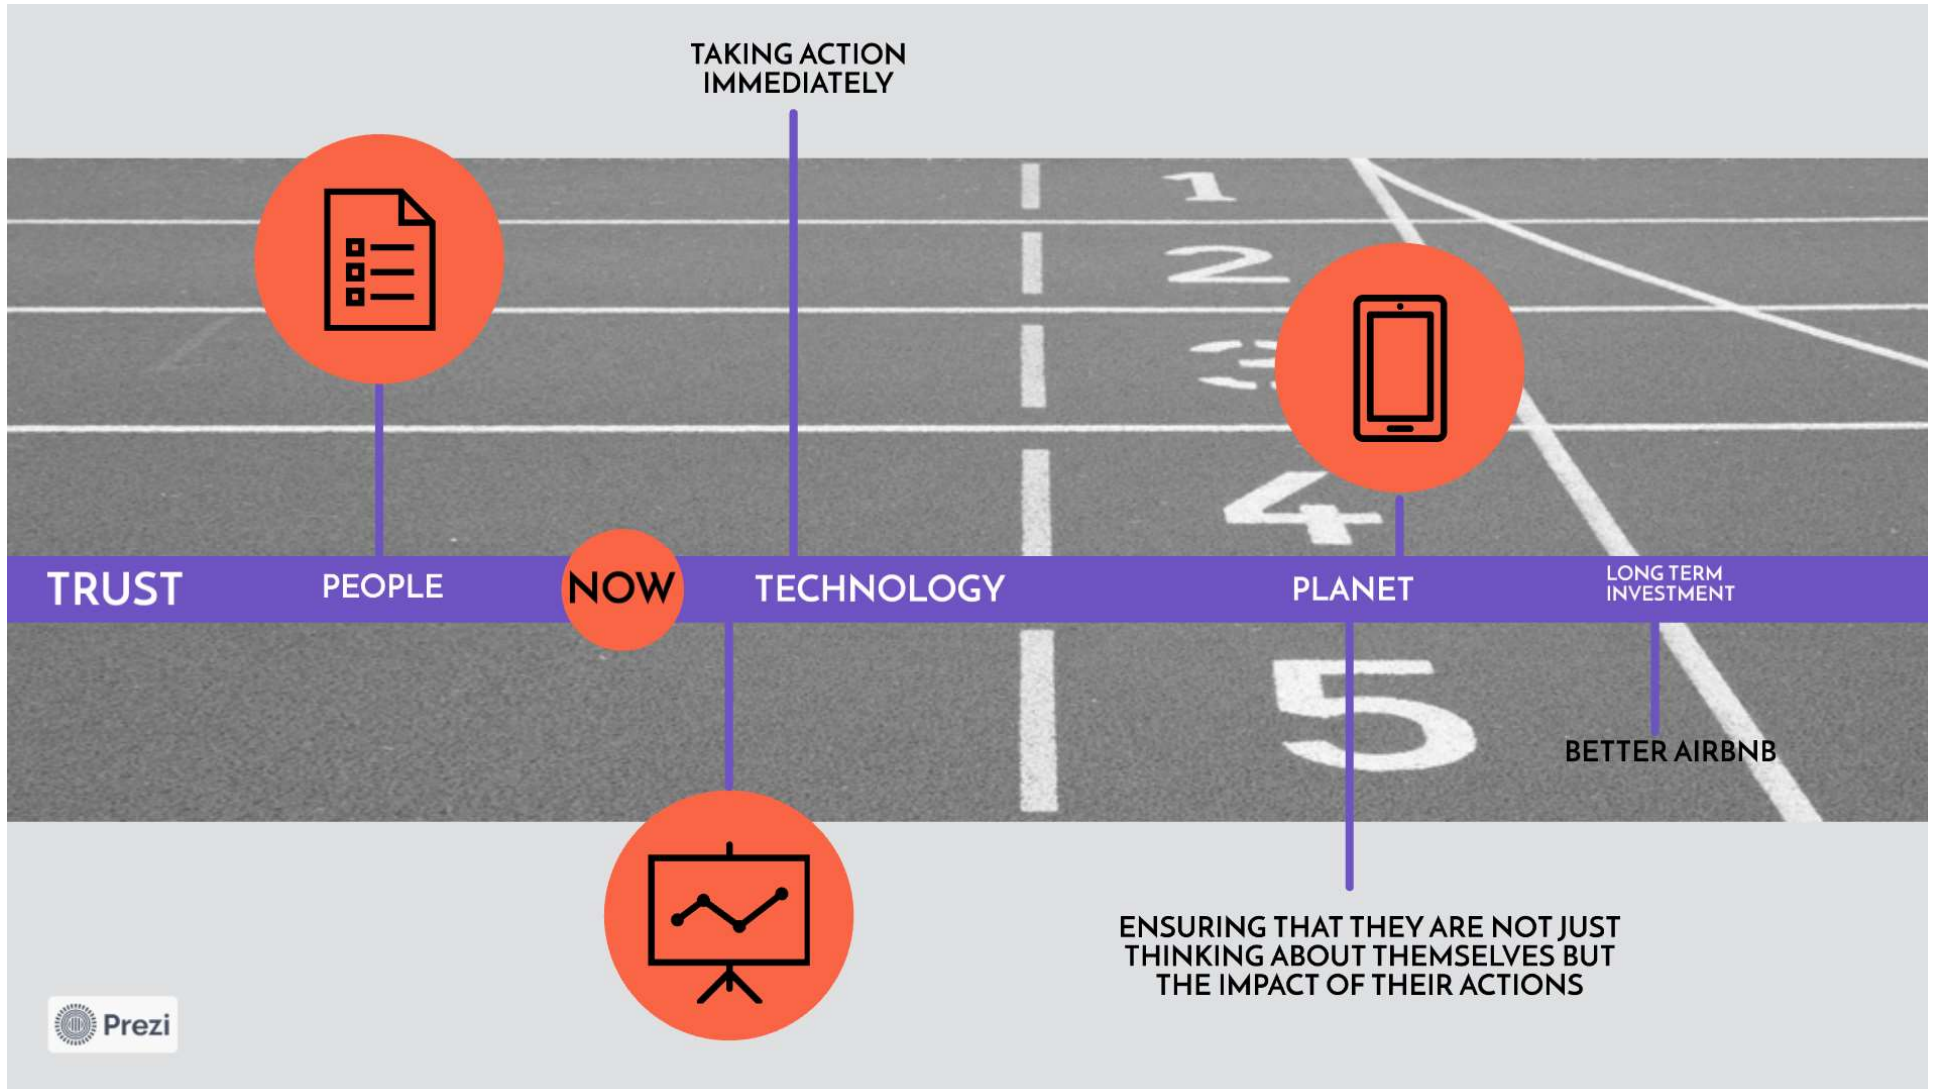 TAKING ACTION
IMMEDIATELY
1
2
3
4
TRUST
PEOPLE
NOW
TECHNOLOGY
PLANET
LONG TERM
INVESTMENT
5
BETTER AIRBNB
ENSURING THAT THEY ARE NOT JUST
THINKING ABOUT THEMSELVES BUT
THE IMPACT OF THEIR ACTIONS
Prezi